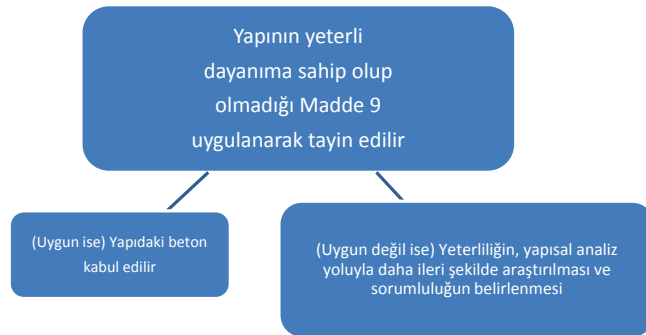 Yapının yeterli
dayanıma sahip olup
olmadığı Madde 9
uygulanarak tayin edilir
(Uygun ise) Yapıdaki beton
kabul edilir
(Uygun değil ise) Yeterliliğin, yapısal analiz
yoluyla daha ileri şekilde araştırılması ve
sorumluluğun belirlenmesi